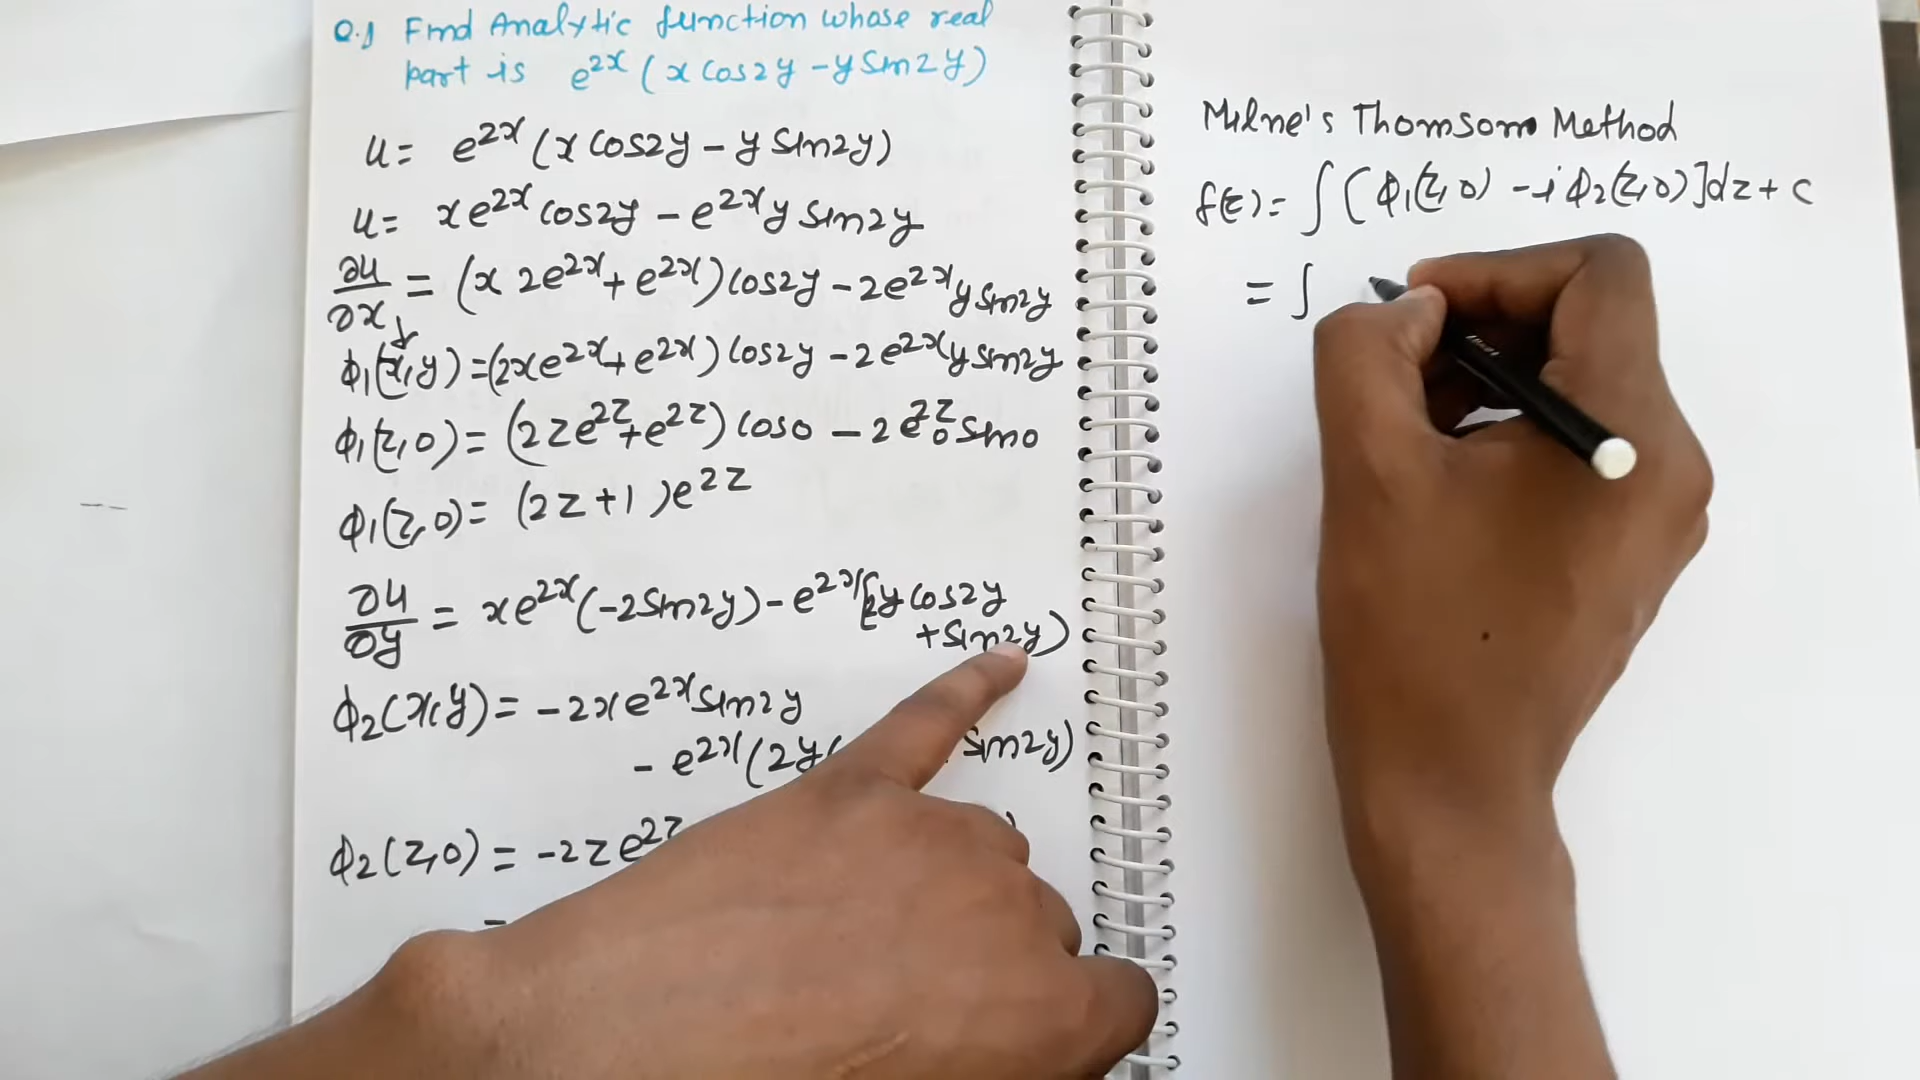 Q.1 Find Analytic function whose real
part is e^2x (x cos2y - y sin2y)
u = e^2x (x cos2y - y sin2y)
u = xe^2x cos2y - e^2x y sin2y
∂u/∂x = (x 2e^2x + e^2x) cos2y - 2e^2x y sin2y
ϕ1(x,y) = (2xe^2x + e^2x) cos2y - 2e^2x y sin2y
ϕ1(z,0) = (2ze^2z + e^2z) cos0 - 2e^2z 0 sin0
ϕ1(z,0) = (2z+1)e^2z
∂u/∂y = xe^2x(-2sin2y) - e^2x[2y cos2y
+ sin2y)
ϕ2(x,y) = -2xe^2x sin2y
- e^2x(2y sin2y)
ϕ2(z,0) = -2ze^2z
Milne's Thomsom Method
f(z) = ∫[ϕ1(z,0) - iϕ2(z,0)]dz + c
= ∫